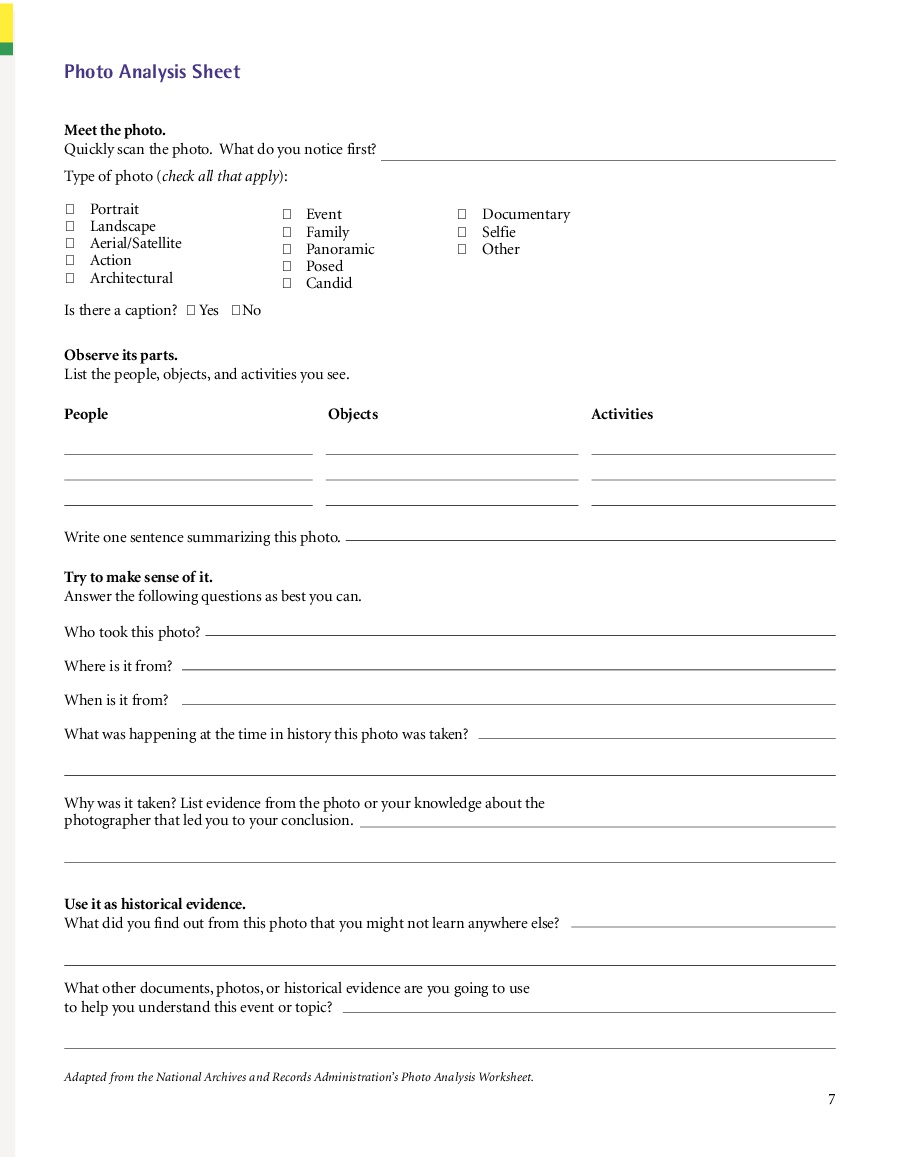 Photo Analysis Sheet
Meet the photo.
Quickly scan the photo. What do you notice first?
Type of photo (check all that apply):
☐ Portrait
☐ Landscape
☐ Aerial/Satellite
☐ Action
☐ Architectural
☐ Event
☐ Family
☐ Panoramic
☐ Posed
☐ Candid
☐ Documentary
☐ Selfie
☐ Other
Is there a caption? ☐ Yes ☐ No
Observe its parts.
List the people, objects, and activities you see.
People Objects Activities
Write one sentence summarizing this photo.
Try to make sense of it.
Answer the following questions as best you can.
Who took this photo?
Where is it from?
When is it from?
What was happening at the time in history this photo was taken?
Why was it taken? List evidence from the photo or your knowledge about the
photographer that led you to your conclusion.
Use it as historical evidence.
What did you find out from this photo that you might not learn anywhere else?
What other documents, photos, or historical evidence are you going to use
to help you understand this event or topic?
Adapted from the National Archives and Records Administration's Photo Analysis Worksheet.
7